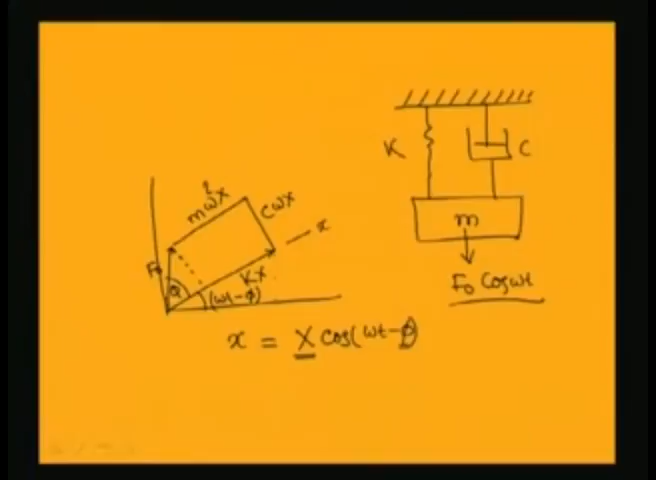 K
C
m
F₀ Cosωt
mω²X
CωX
x
KX
F₀
φ
(ωt-φ)
x = X cos(ωt-φ)